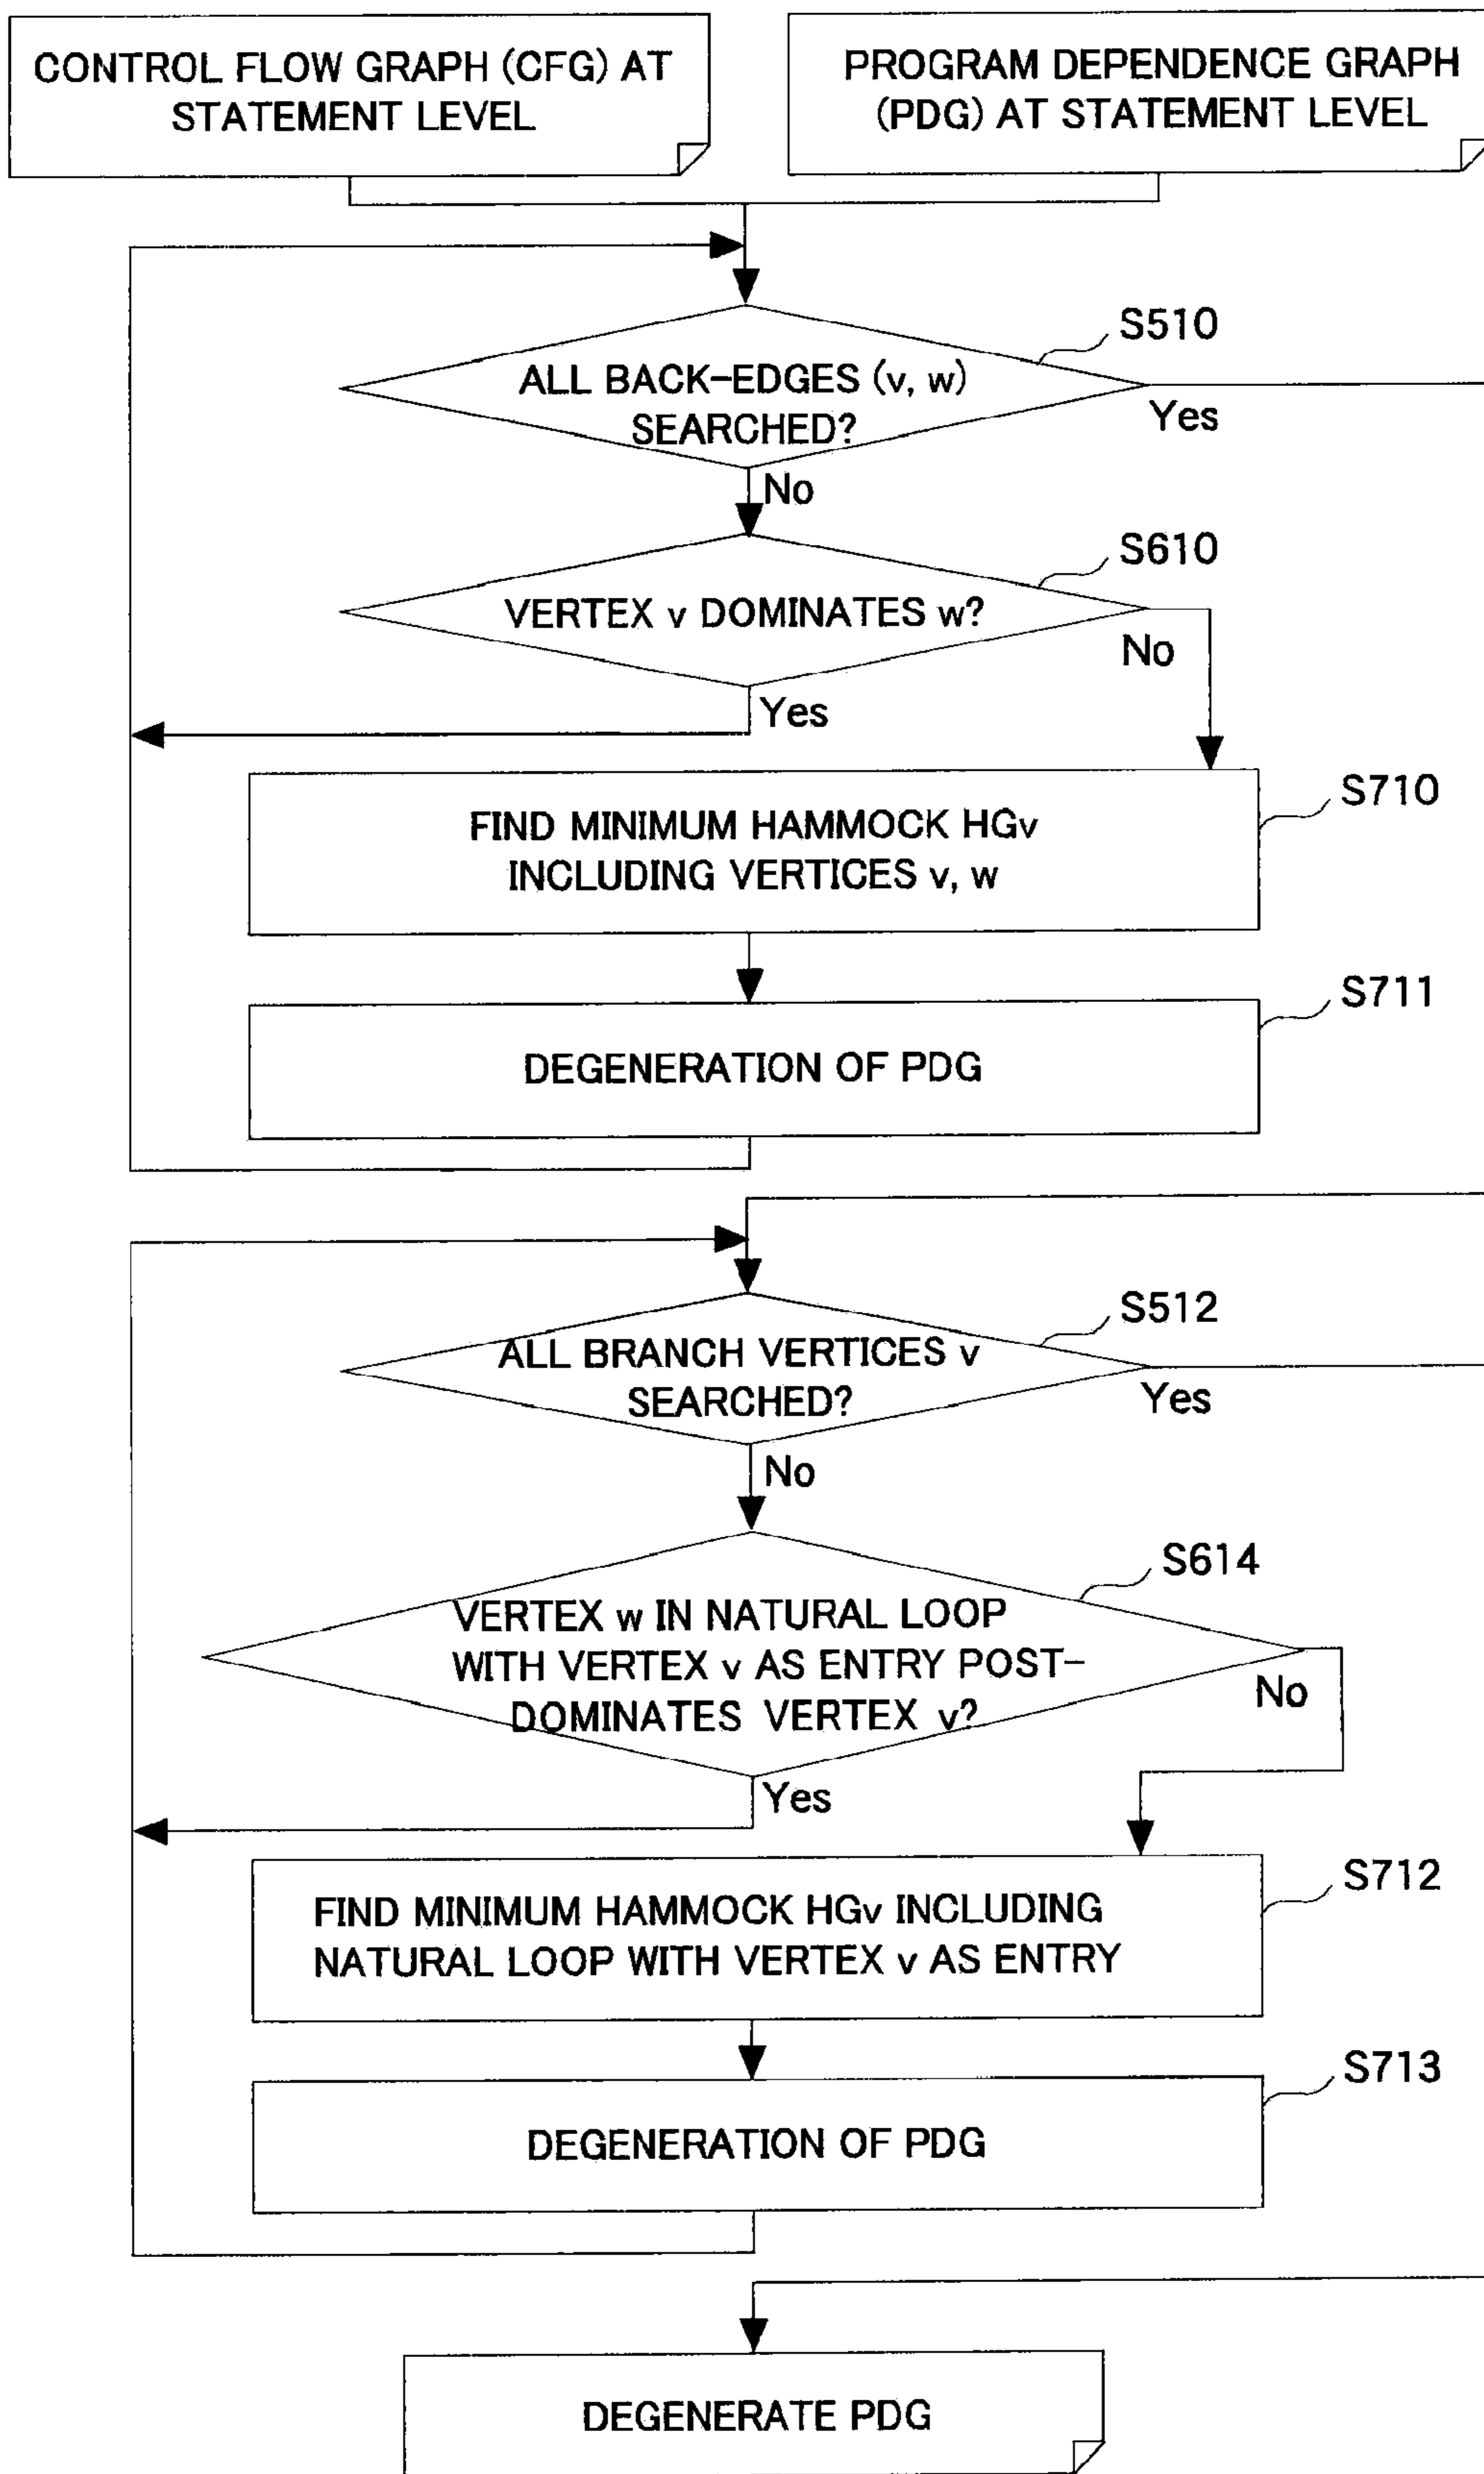 CONTROL FLOW GRAPH (CFG) AT
STATEMENT LEVEL
PROGRAM DEPENDENCE GRAPH
(PDG) AT STATEMENT LEVEL
S510
ALL BACK-EDGES (v, w)
SEARCHED?
Yes
No
S610
VERTEX v DOMINATES w?
No
Yes
S710
FIND MINIMUM HAMMOCK HGv
INCLUDING VERTICES v, w
S711
DEGENERATION OF PDG
S512
ALL BRANCH VERTICES v
SEARCHED?
Yes
No
S614
VERTEX w IN NATURAL LOOP
WITH VERTEX v AS ENTRY POST-
DOMINATES VERTEX v?
No
Yes
S712
FIND MINIMUM HAMMOCK HGv INCLUDING
NATURAL LOOP WITH VERTEX v AS ENTRY
S713
DEGENERATION OF PDG
DEGENERATE PDG